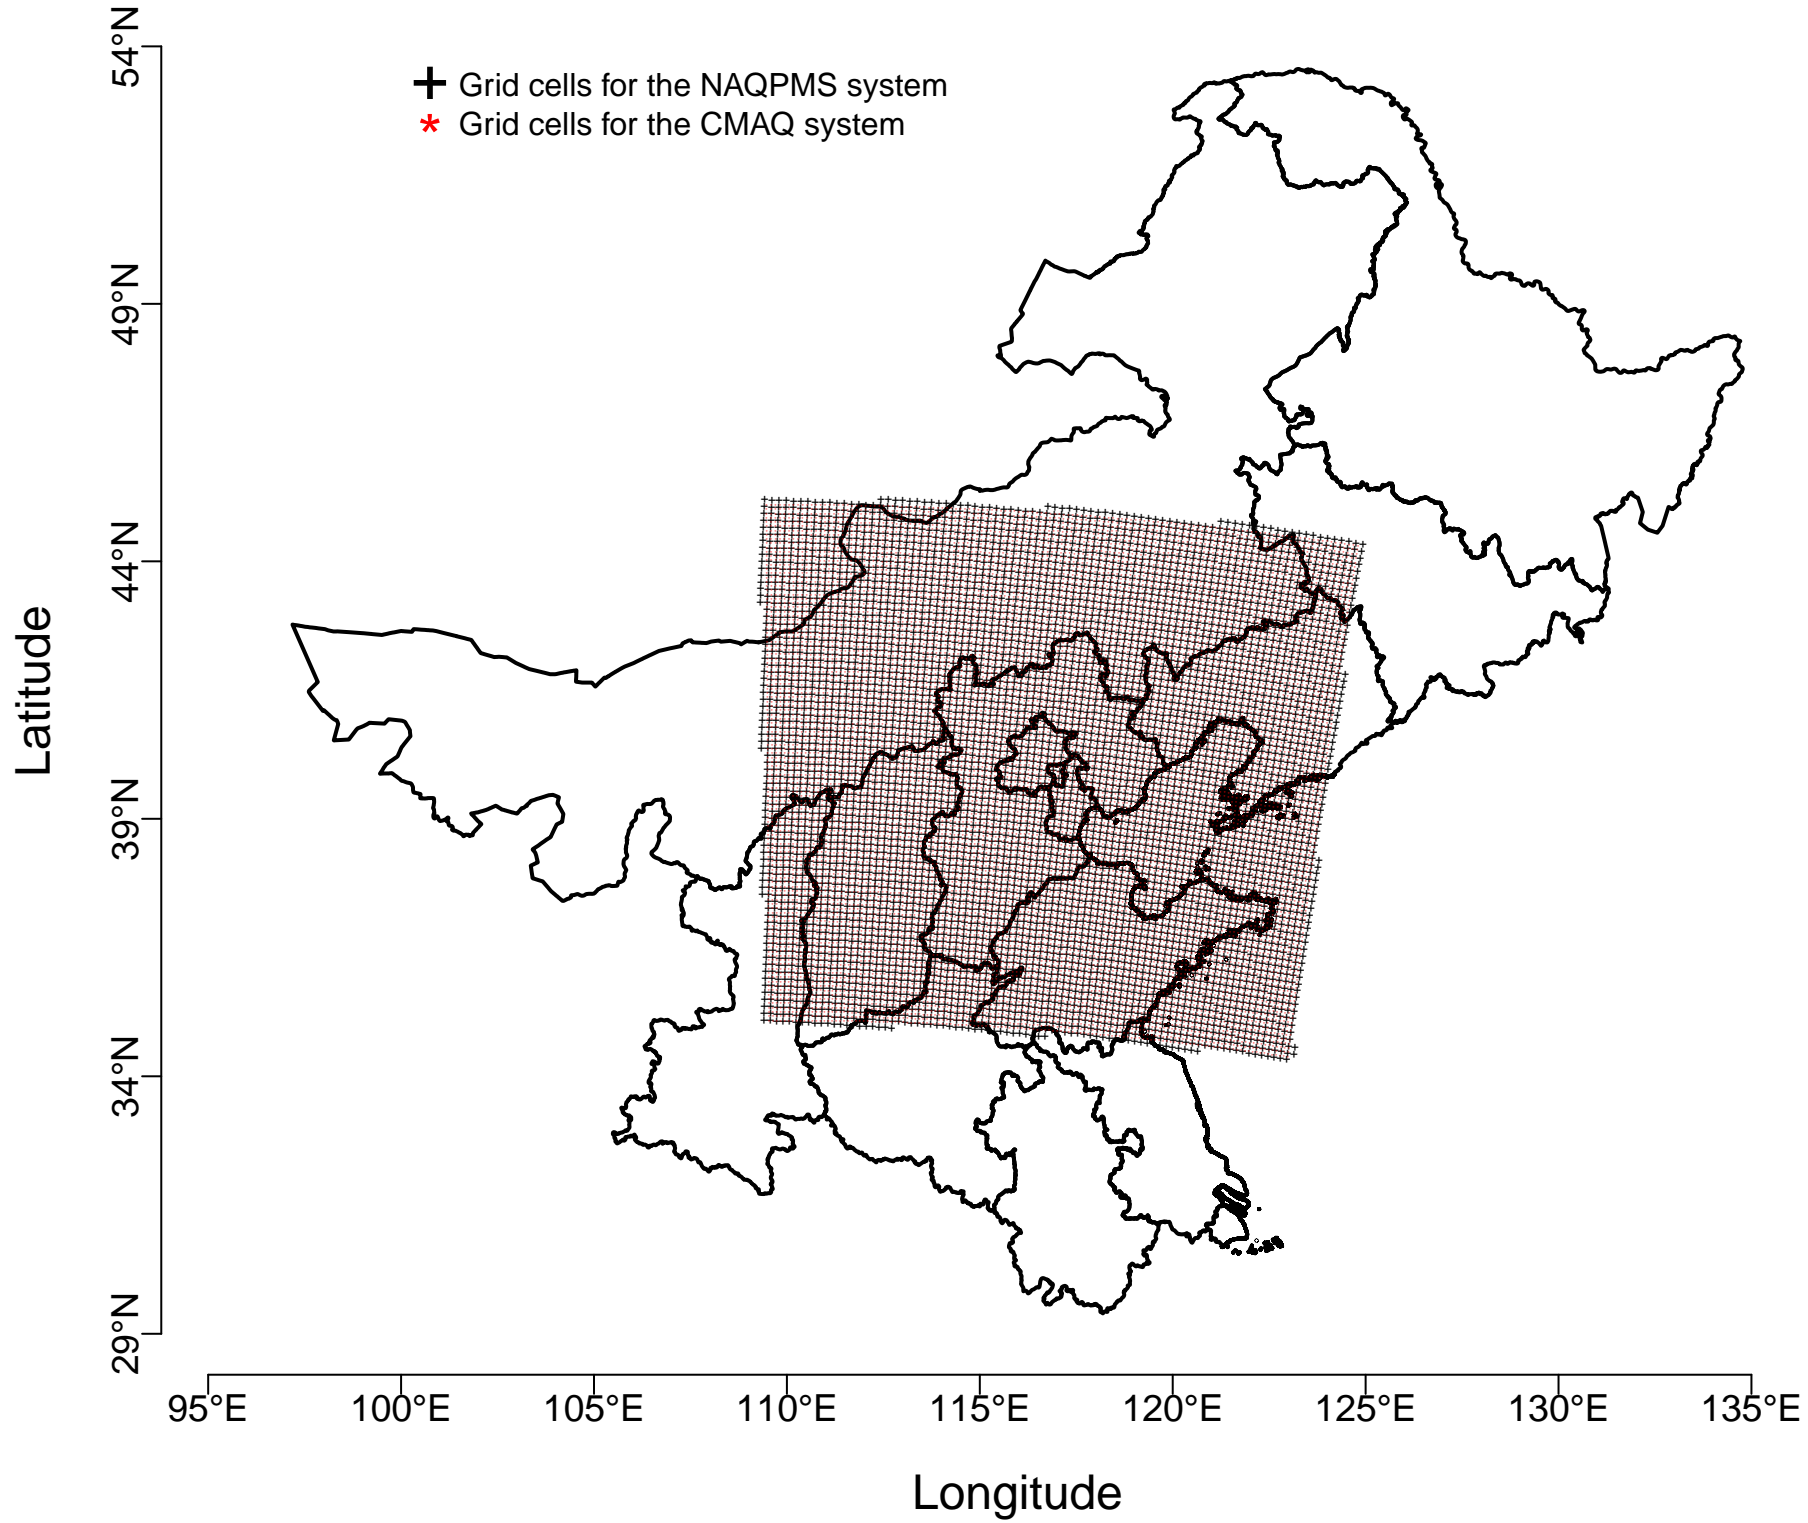 54°N
49°N
44°N
39°N
34°N
29°N
Latitude
Grid cells for the NAQPMS system
* Grid cells for the CMAQ system
95°E 100°E 105°E 110°E 115°E 120°E 125°E 130°E 135°E
Longitude